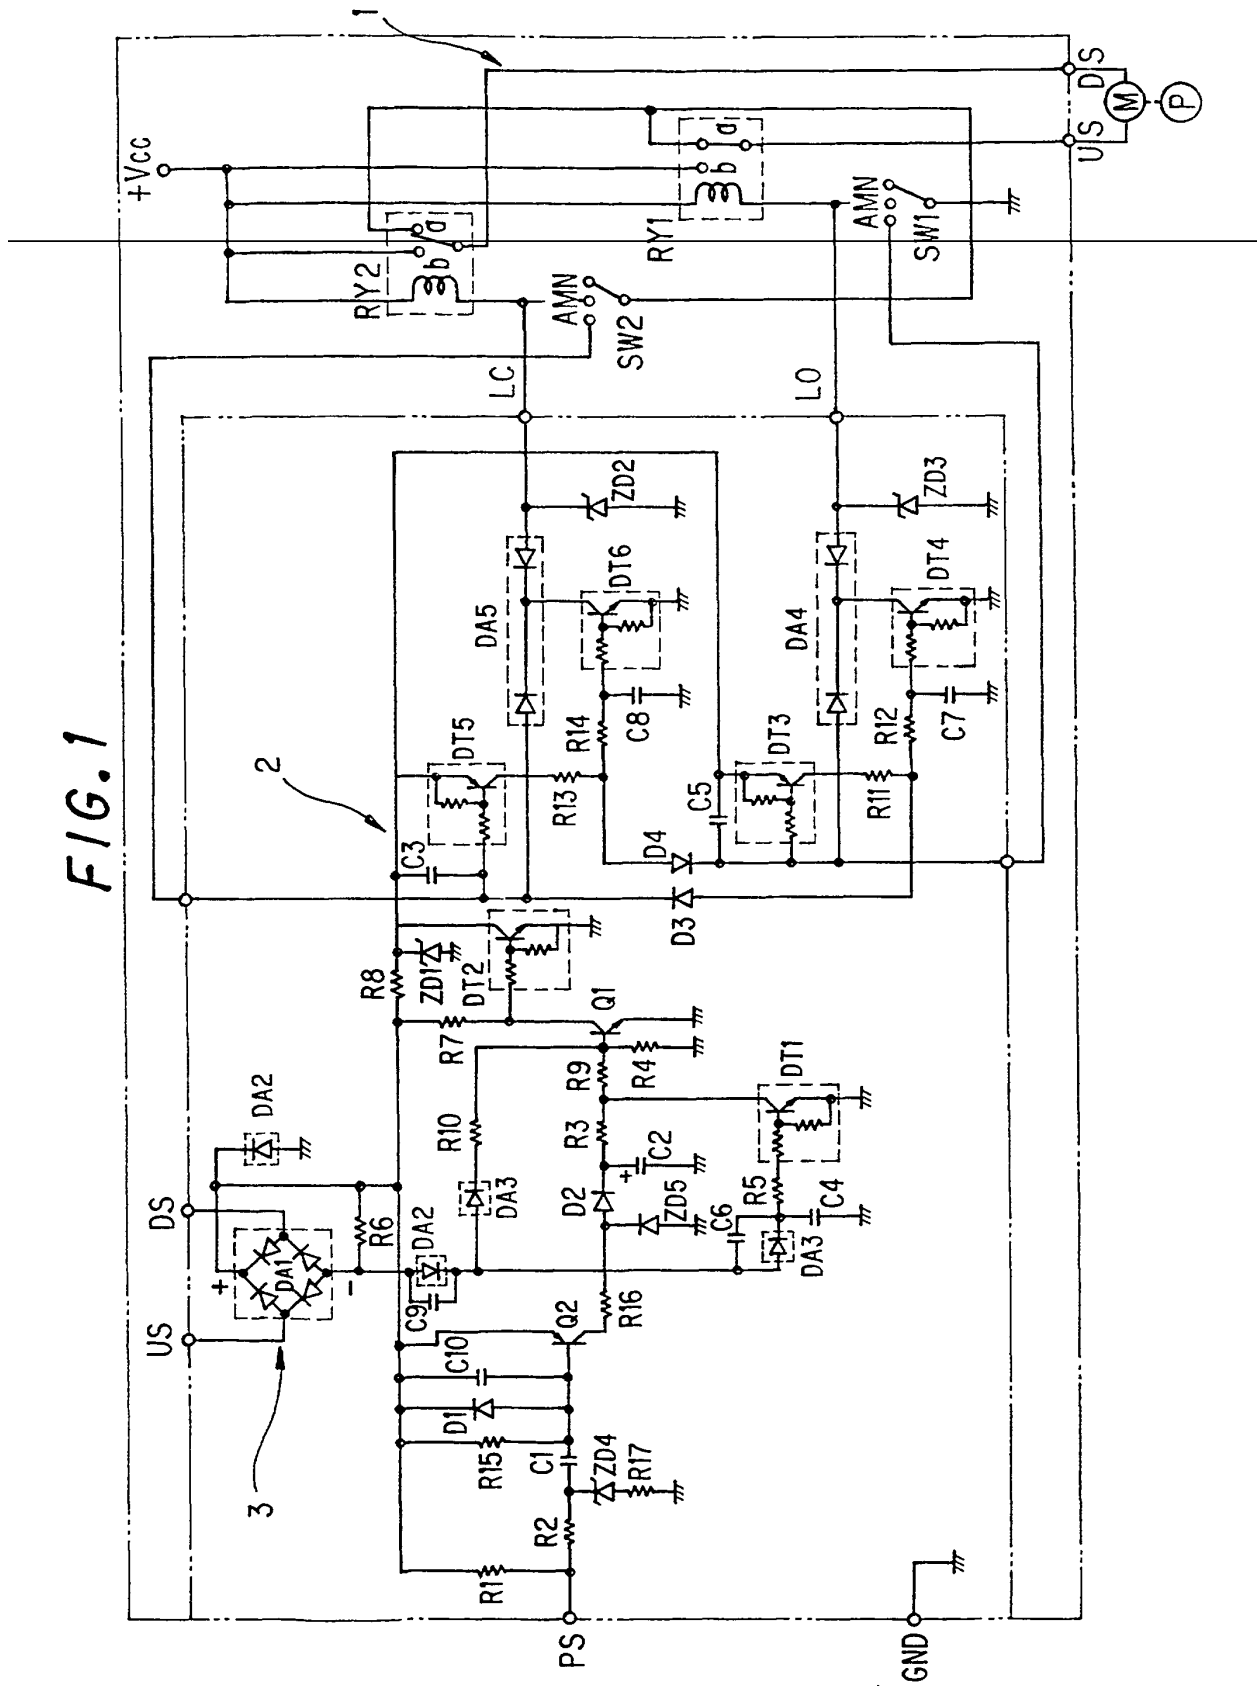 FIG.1
1
+Vcc
DS
US
M
P
RY2
b
a
RY1
b
a
AMN
SW2
AMN
SW1
LC
LO
2
DT5
C3
R13
R14
C8
DA5
DT6
ZD2
C5
DT3
R11
R12
C7
DA4
DT4
ZD3
D4
D3
R8
ZD1
DT2
R7
Q1
R9
R4
R10
R3
+
C2
D2
ZD5
DT1
R5
C4
C6
DA3
DA3
DA2
DS
US
+
-
DA1
R6
DA2
C9
3
Q2
R16
C10
D1
R15
C1
ZD4
R17
R2
R1
PS
GND